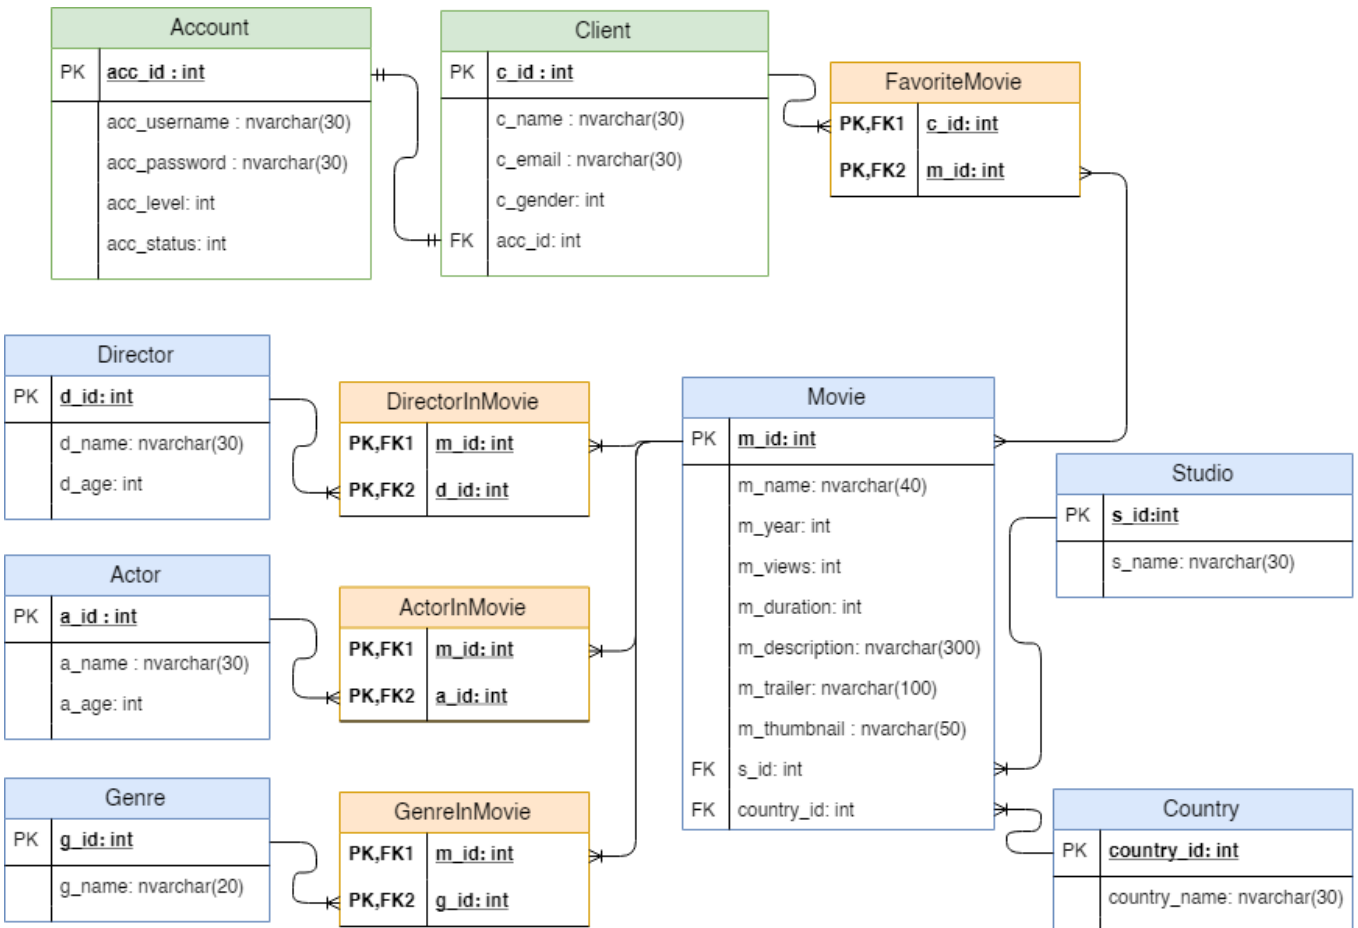 Account
PK acc_id : int
acc_username : nvarchar(30)
acc_password : nvarchar(30)
acc_level: int
acc_status: int
Client
PK c_id : int
c_name : nvarchar(30)
c_email : nvarchar(30)
c_gender: int
FK acc_id: int
FavoriteMovie
PK,FK1 c_id: int
PK,FK2 m_id: int
Director
PK d_id: int
d_name: nvarchar(30)
d_age: int
DirectorInMovie
PK,FK1 m_id: int
PK,FK2 d_id: int
Actor
PK a_id : int
a_name : nvarchar(30)
a_age: int
ActorInMovie
PK,FK1 m_id: int
PK,FK2 a_id: int
Genre
PK g_id: int
g_name: nvarchar(20)
GenreInMovie
PK,FK1 m_id: int
PK,FK2 g_id: int
Movie
PK m_id: int
m_name: nvarchar(40)
m_year: int
m_views: int
m_duration: int
m_description: nvarchar(300)
m_trailer: nvarchar(100)
m_thumbnail : nvarchar(50)
FK s_id: int
FK country_id: int
Studio
PK s_id:int
s_name: nvarchar(30)
Country
PK country_id: int
country_name: nvarchar(30)